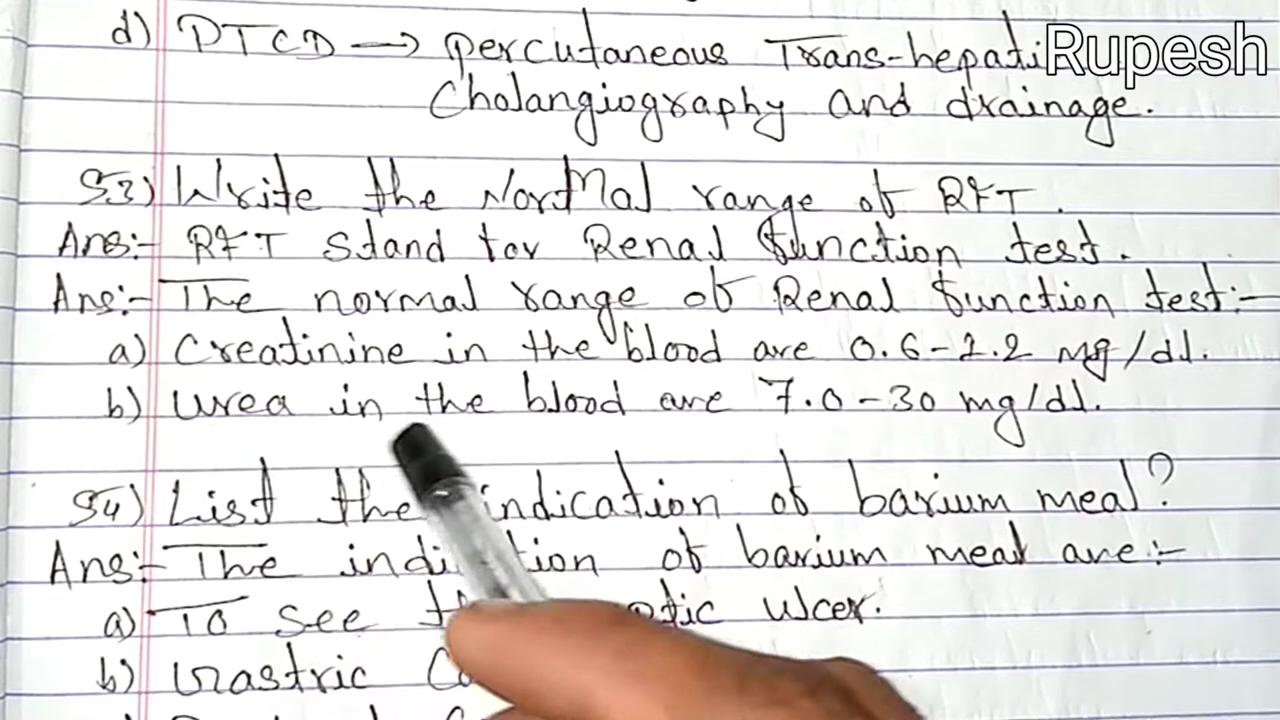 d) PTCD → Percutaneous Trans-hepati
Rupesh
Cholangiography and drainage.
53) Write the Normal range of RFT.
Ans:- RFT Stand for Renal function test.
Ans:- The normal range of Renal function test:-
a) Creatinine in the blood are 0.6-1.2 mg/dl.
b) Urea in the blood are 7.0-30 mg/dl.
54) List the indication of barium meal?
Ans:- The indi tion of barium meal are:-
a) To see ulcer.
b) Gastric